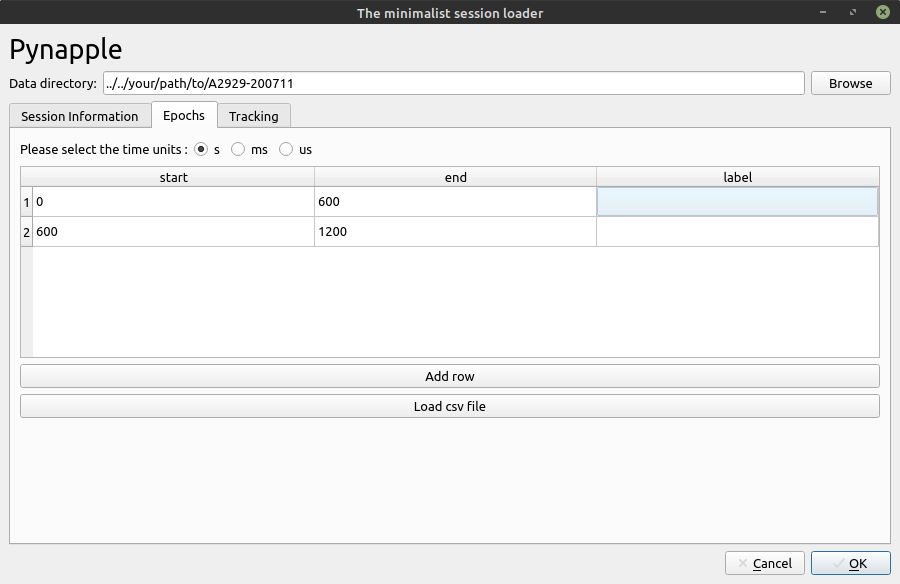 The minimalist session loader
Pynapple
Data directory: ../../your/path/to/A2929-200711 Browse
Session Information Epochs Tracking
Please select the time units : s ms us
start end label
1 0 600
2 600 1200
Add row
Load csv file
Cancel OK